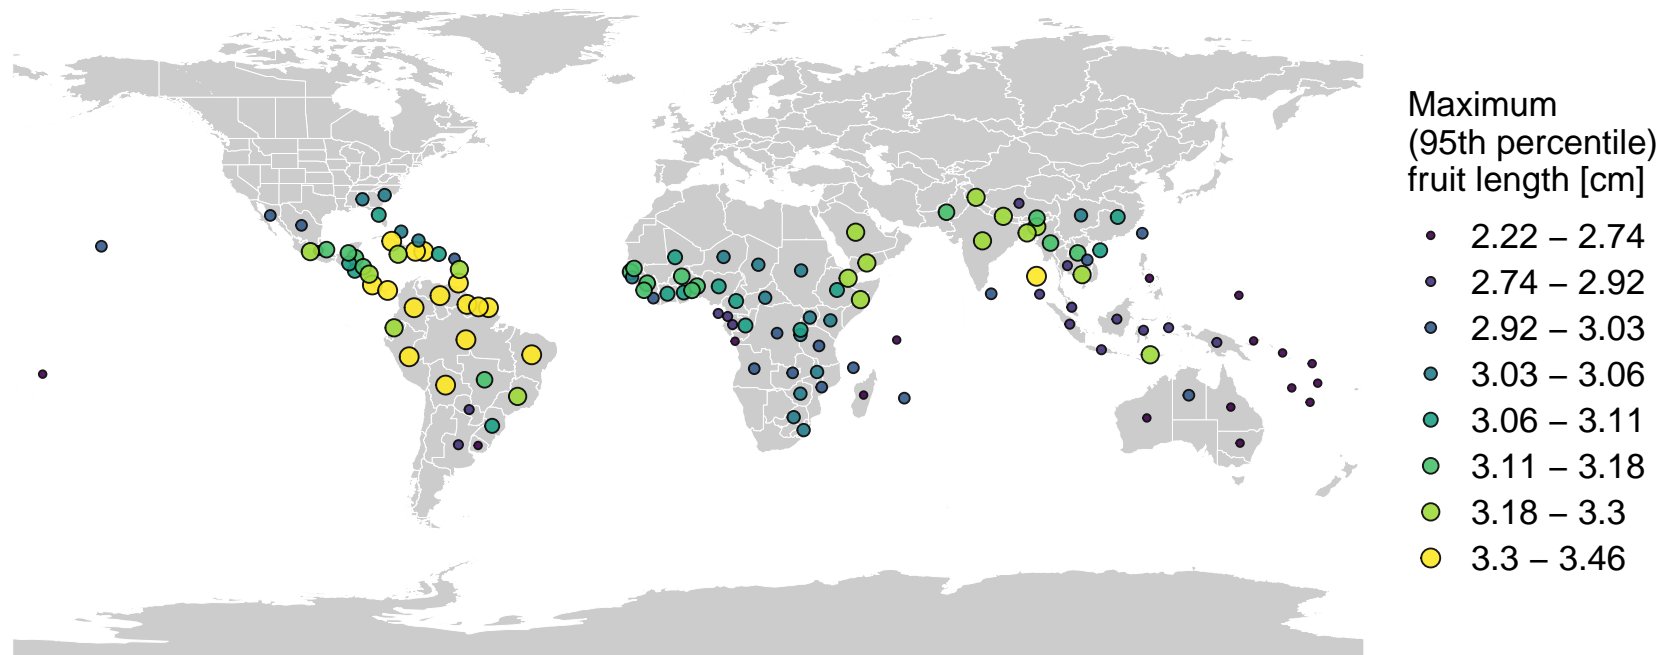 Maximum
(95th percentile)
fruit length [cm]
2.22 – 2.74
2.74 – 2.92
2.92 – 3.03
3.03 – 3.06
3.06 – 3.11
3.11 – 3.18
3.18 – 3.3
3.3 – 3.46